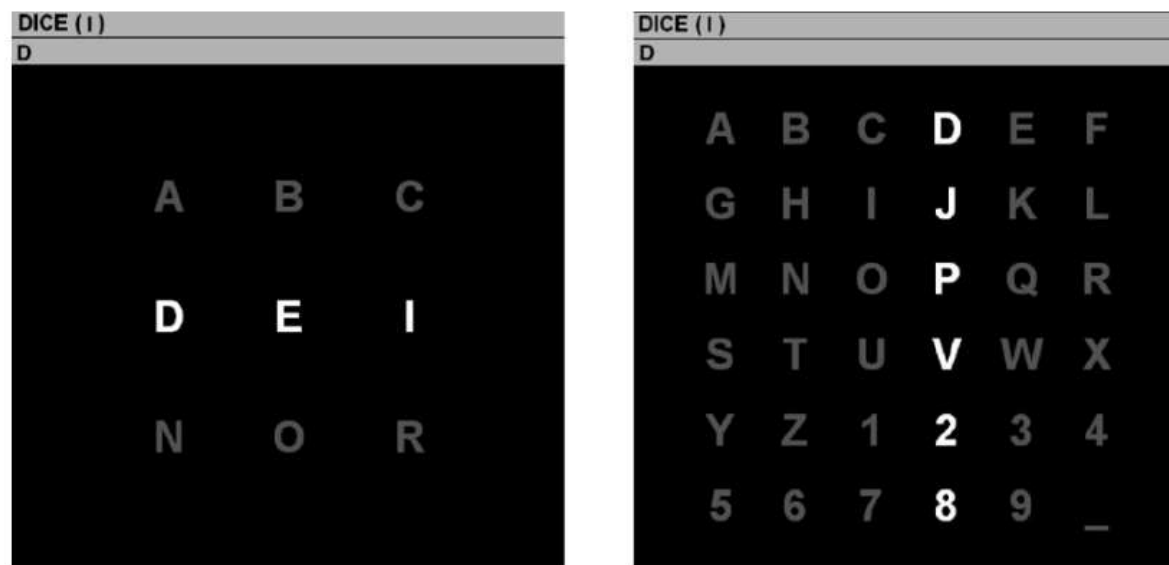 DICE (I)
D
A B C
D E I
N O R
DICE (I)
D
A B C D E F
G H I J K L
M N O P Q R
S T U V W X
Y Z 1 2 3 4
5 6 7 8 9 _